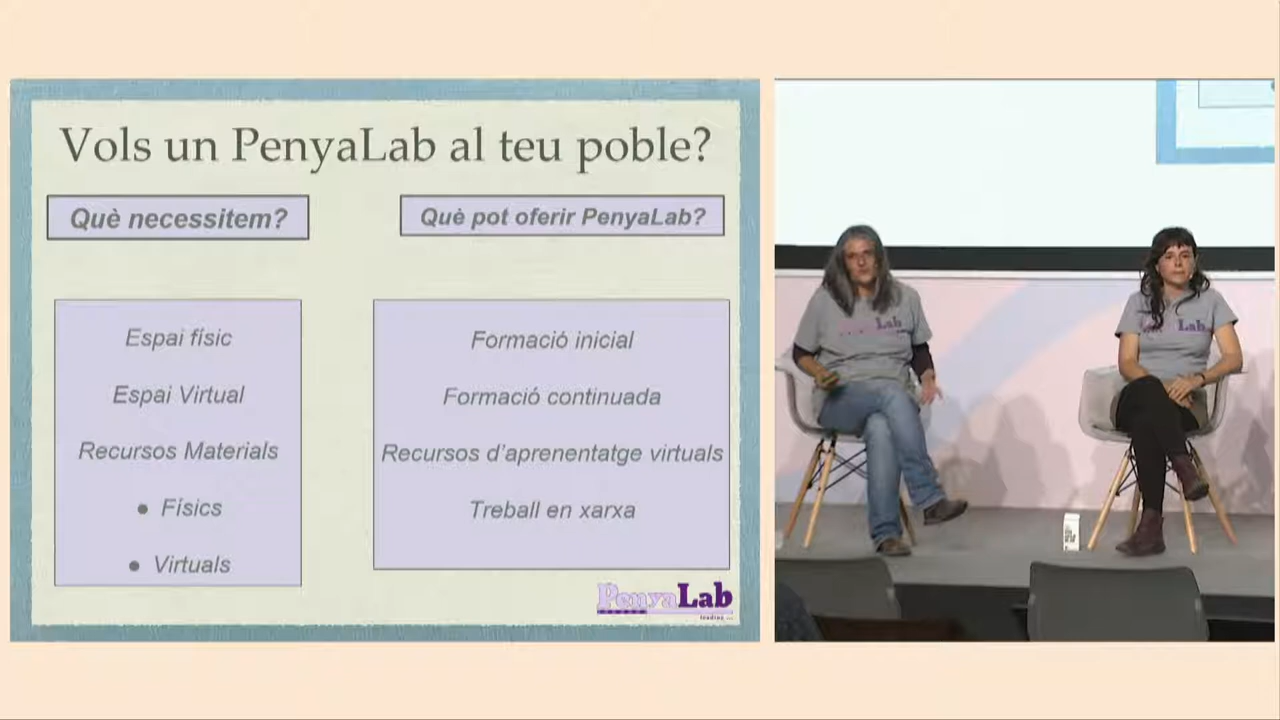 Vols un PenyaLab al teu poble?
Què necessitem?
Espai físic
Espai Virtual
Recursos Materials
● Físics
● Virtuals
Què pot oferir PenyaLab?
Formació inicial
Formació continuada
Recursos d’aprenentatge virtuals
Treball en xarxa
PenyaLab
Lab
Lab